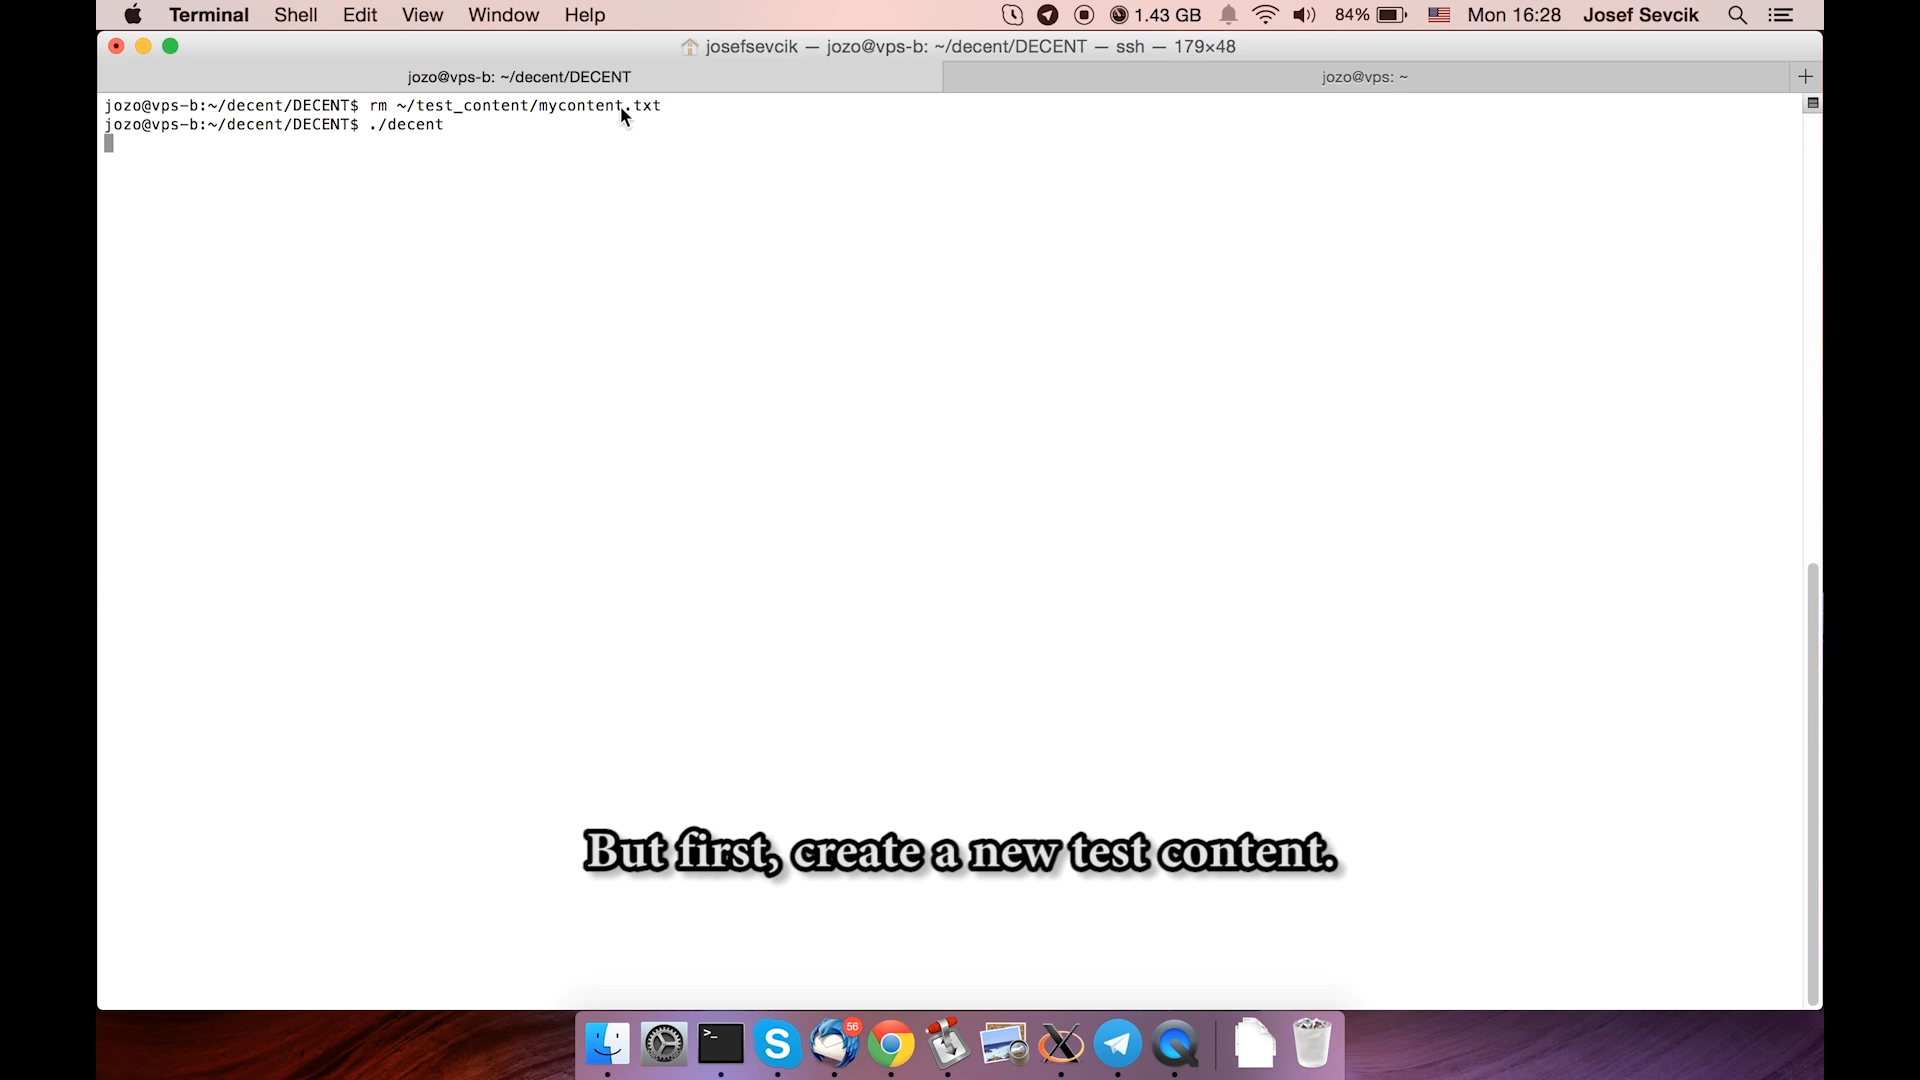 Terminal Shell Edit View Window Help 1.43 GB 84% Mon 16:28 Josef Sevcik
josefsevcik — jozo@vps-b: ~/decent/DECENT — ssh — 179×48
jozo@vps-b: ~/decent/DECENT jozo@vps: ~
jozo@vps-b:~/decent/DECENT$ rm ~/test_content/mycontent.txt
jozo@vps-b:~/decent/DECENT$ ./decent
But first, create a new test content.
56